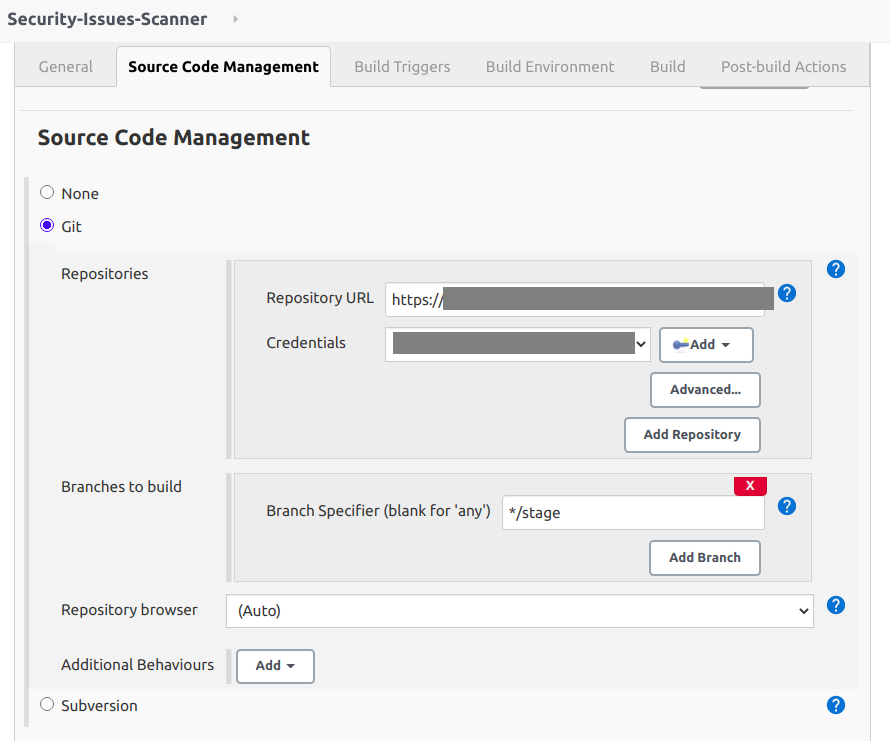 Security-Issues-Scanner
General Source Code Management Build Triggers Build Environment Build Post-build Actions
Source Code Management
None
Git
Repositories
?
Repository URL https:// ?
Credentials Add
Advanced...
Add Repository
Branches to build
X
Branch Specifier (blank for 'any') */stage ?
Add Branch
Repository browser (Auto) ?
Additional Behaviours Add
Subversion ?